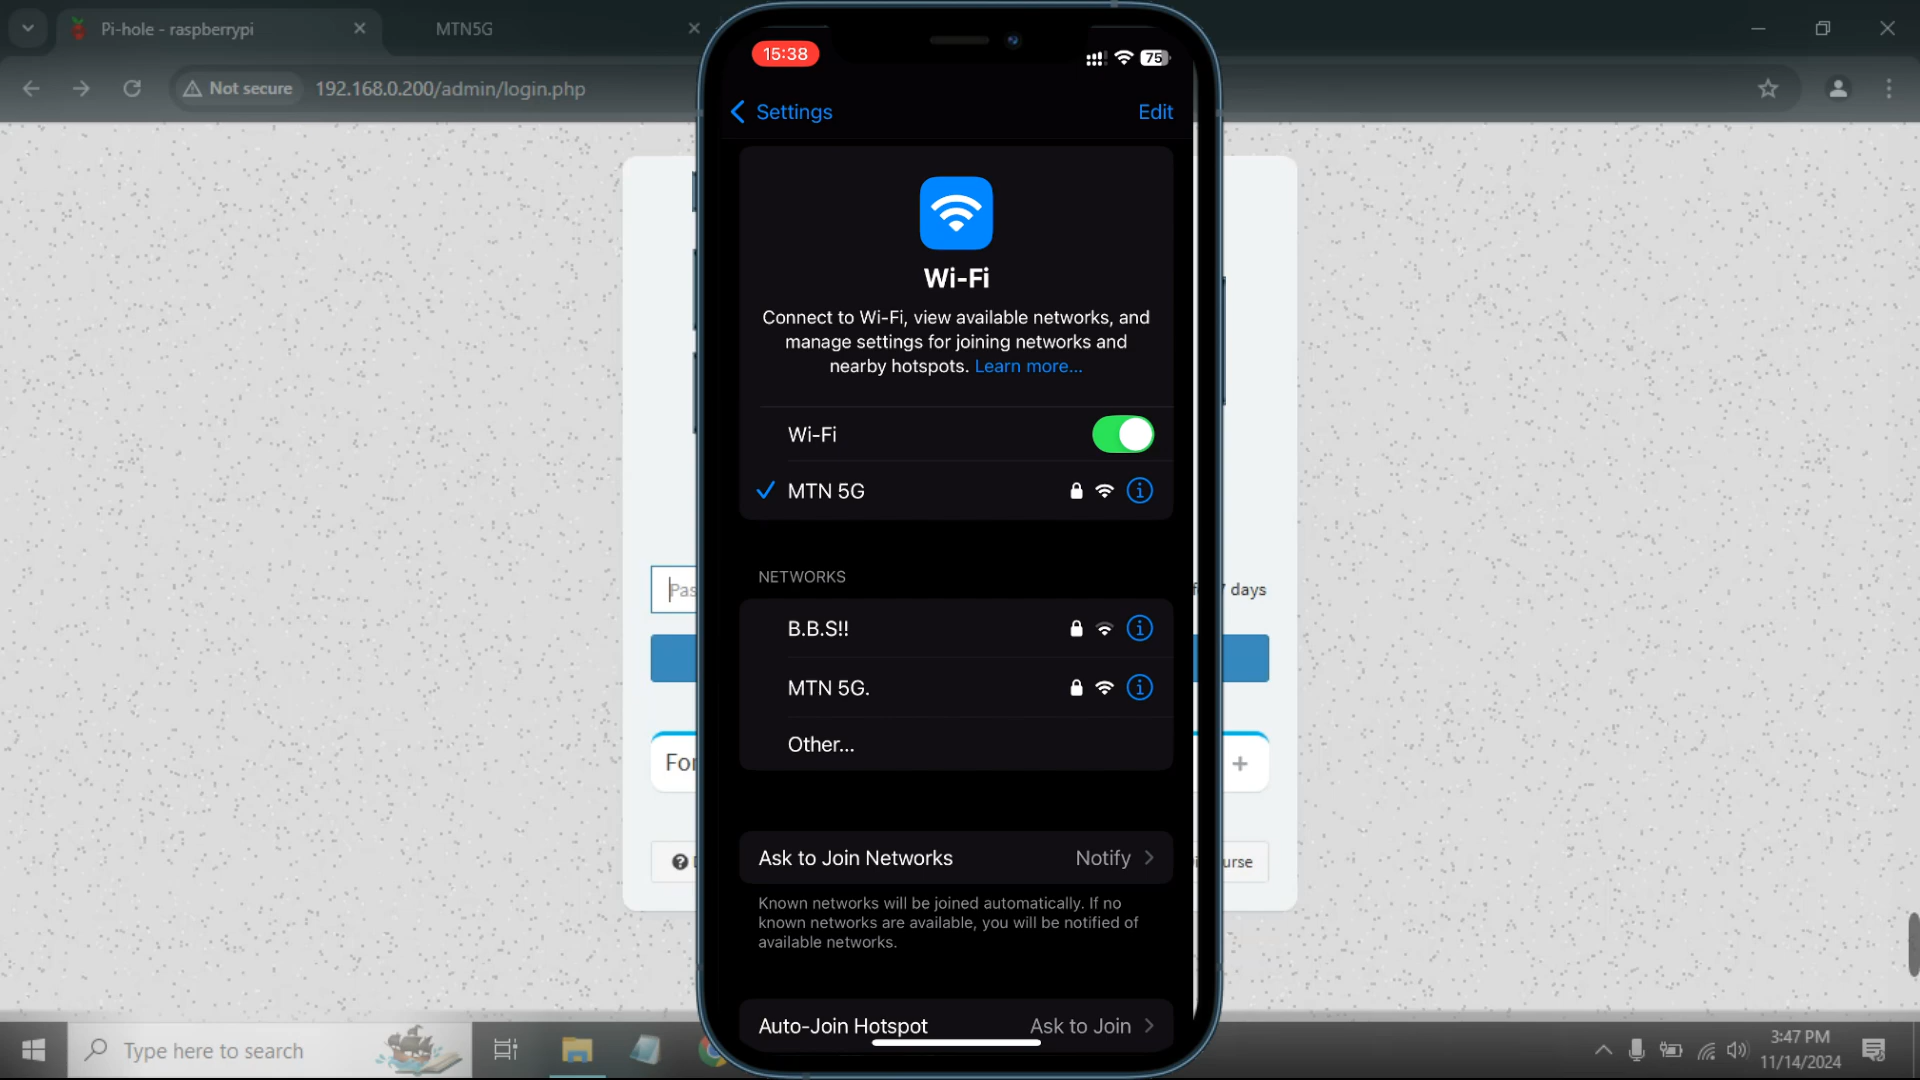 Pi-hole - raspberrypi
MTN5G
Not secure
192.168.0.200/admin/login.php
15:38
75
Settings
Edit
Wi-Fi
Connect to Wi-Fi, view available networks, and
manage settings for joining networks and
nearby hotspots. Learn more...
Wi-Fi
MTN 5G
NETWORKS
B.B.S!!
MTN 5G.
Other...
Ask to Join Networks
Notify
Known networks will be joined automatically. If no
known networks are available, you will be notified of
available networks.
Auto-Join Hotspot
Ask to Join
Pas
7 days
For
urse
Type here to search
3:47 PM
11/14/2024